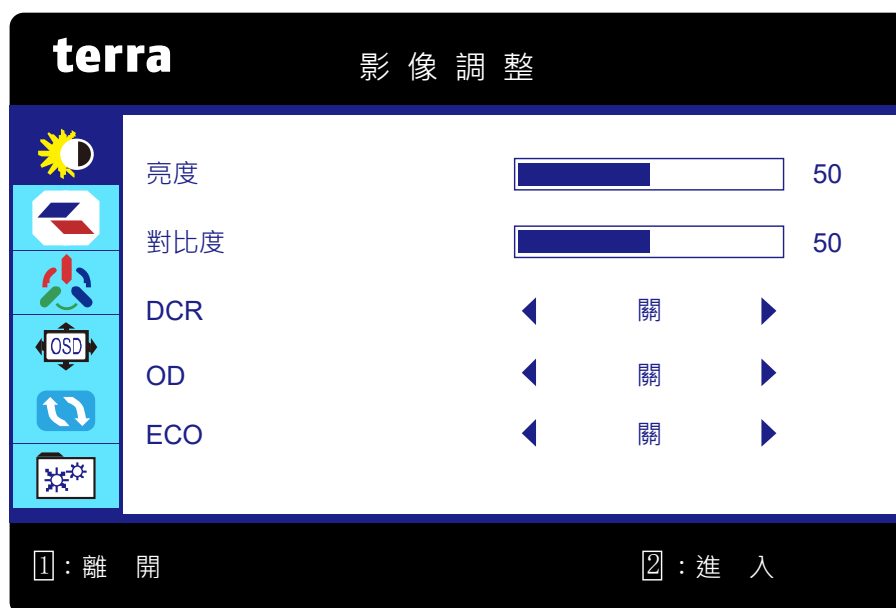 terra
影像調整
亮度 50
對比度 50
DCR 關
OD 關
OSD
ECO 關
1：離 開 2：進 入